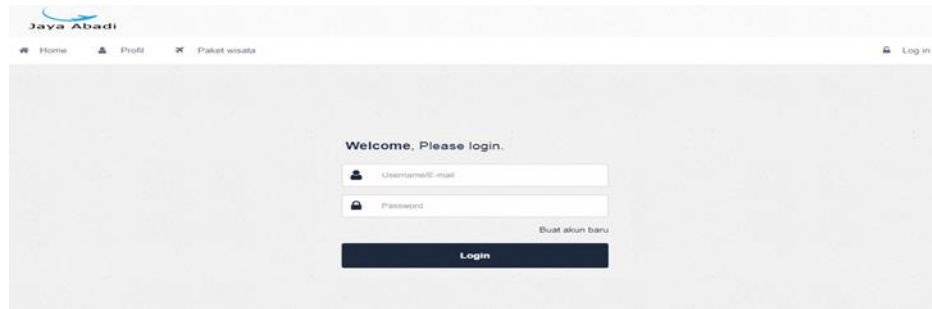 Jaya Abadi
Home Profil Paket wisata Log in
Welcome, Please login.
Username/E-mail
Password
Buat akun baru
Login